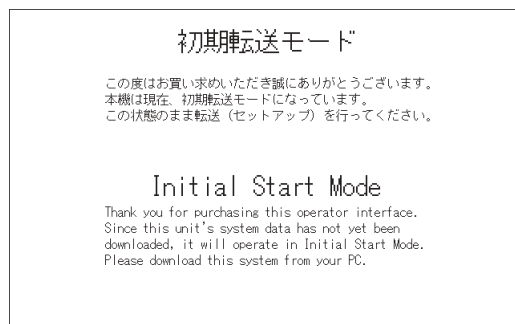 初期転送モード
この度はお買い求めいただき誠にありがとうございます。
本機は現在、初期転送モードになっています。
この状態のまま転送（セットアップ）を行ってください。
Initial Start Mode
Thank you for purchasing this operator interface.
Since this unit's system data has not yet been
downloaded, it will operate in Initial Start Mode.
Please download this system from your PC.